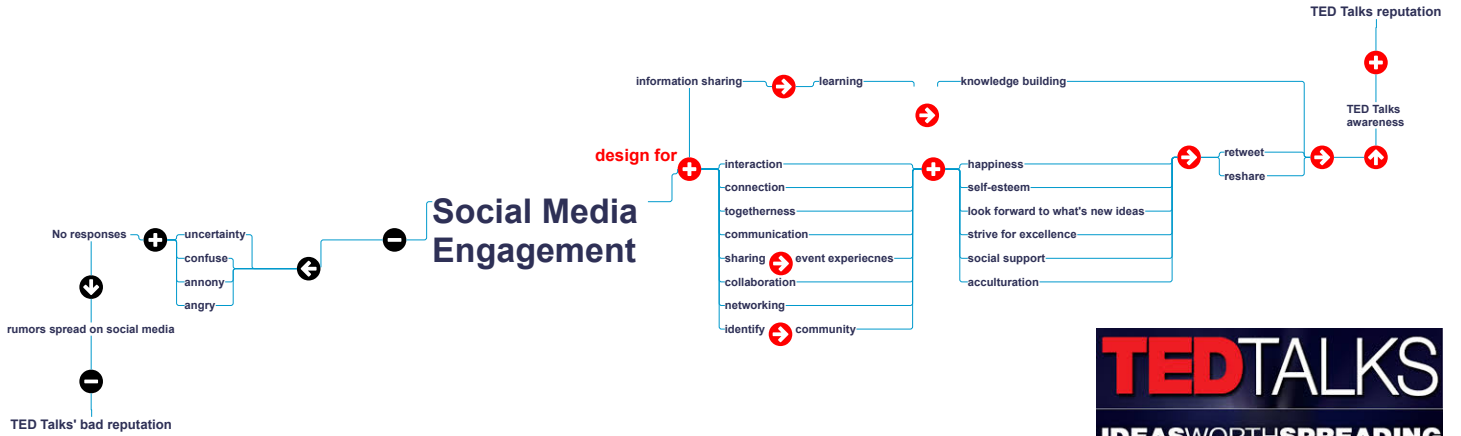 TED Talks reputation
information sharing
learning
knowledge building
TED Talks
awareness
design for
interaction
connection
togetherness
communication
sharing
event experiecnes
collaboration
networking
identify
community
happiness
self-esteem
look forward to what's new ideas
strive for excellence
social support
acculturation
retweet
reshare
Social Media
Engagement
No responses
uncertainty
confuse
annony
angry
rumors spread on social media
TED Talks' bad reputation
TEDTALKS
IDEASWORTHSPREADING